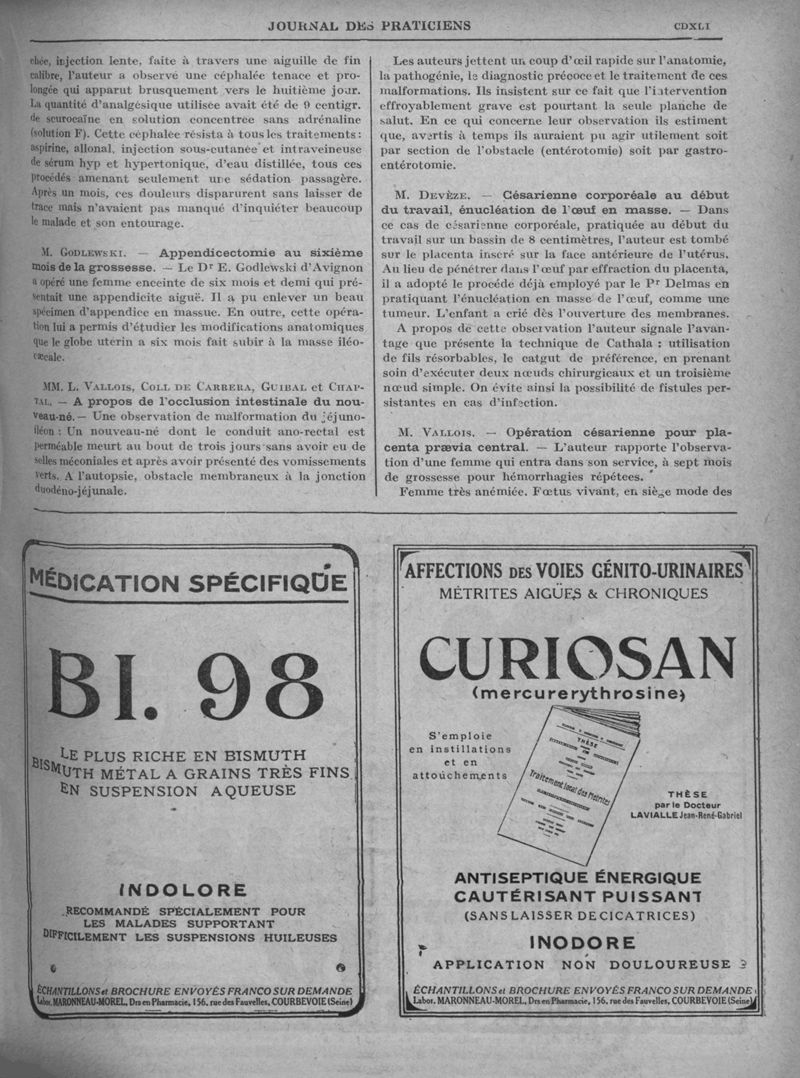 JOURNAL DES PRATICIENS
CDXLI
chée, injection lente, faite à travers une aiguille de fin
calibre, l'auteur a observé une céphalée tenace et pro-
longée qui apparut brusquement vers le huitième jour.
La quantité d'analgésique utilisée avait été de 9 centigr.
de scurocaïne en solution concentrée sans adrénaline
(solution F). Cette céphalée résista à tous les traitements :
aspirine, allonal, injection sous-cutanée et intraveineuse
de sérum hyp et hypertonique, d'eau distillée, tous ces
procédés amenant seulement une sédation passagère.
Après un mois, ces douleurs disparurent sans laisser de
trace mais n'avaient pas manqué d'inquiéter beaucoup
le malade et son entourage.
M. GODLEWSKI. — Appendicectomie au sixième
mois de la grossesse. — Le Dr E. Godlewski d'Avignon
a opéré une femme enceinte de six mois et demi qui pré-
sentait une appendicite aiguë. Il a pu enlever un beau
spécimen d'appendice en massue. En outre, cette opéra-
tion lui a permis d'étudier les modifications anatomiques
que le globe utérin a six mois fait subir à la masse iléo-
cæcale.
MM. L. VALLOIS, COLL DE CARRERA, GUIBAL et CHAP-
TAL. — A propos de l'occlusion intestinale du nou-
veau-né. — Une observation de malformation du jéjuno-
iléon : Un nouveau-né dont le conduit ano-rectal est
perméable meurt au bout de trois jours sans avoir eu de
selles méconiales et après avoir présenté des vomissements
verts. A l'autopsie, obstacle membraneux à la jonction
duodéno-jéjunale.
Les auteurs jettent un coup d'œil rapide sur l'anatomie,
la pathogénie, le diagnostic précoce et le traitement de ces
malformations. Ils insistent sur ce fait que l'intervention
effroyablement grave est pourtant la seule planche de
salut. En ce qui concerne leur observation ils estiment
que, avertis à temps ils auraient pu agir utilement soit
par section de l'obstacle (entérotomie) soit par gastro-
entérotomie.
M. DEVÈZE. — Césarienne corporéale au début
du travail, énucléation de l'œuf en masse. — Dans
ce cas de césarienne corporéale, pratiquée au début du
travail sur un bassin de 8 centimètres, l'auteur est tombé
sur le placenta inséré sur la face antérieure de l'utérus.
Au lieu de pénétrer dans l'œuf par effraction du placenta,
il a adopté le procédé déjà employé par le Pr Delmas en
pratiquant l'énucléation en masse de l'œuf, comme une
tumeur. L'enfant a crié dès l'ouverture des membranes.
A propos de cette observation l'auteur signale l'avan-
tage que présente la technique de Cathala : utilisation
de fils résorbables, le catgut de préférence, en prenant
soin d'exécuter deux nœuds chirurgicaux et un troisième
nœud simple. On évite ainsi la possibilité de fistules per-
sistantes en cas d'infection.
M. VALLOIS. — Opération césarienne pour pla-
centa prævia central. — L'auteur rapporte l'observa-
tion d'une femme qui entra dans son service, à sept mois
de grossesse pour hémorrhagies répétées.
Femme très anémiée. Fœtus vivant, en siège mode des
MÉDICATION SPÉCIFIQUE
BI. 98
LE PLUS RICHE EN BISMUTH
BISMUTH MÉTAL A GRAINS TRÈS FINS
EN SUSPENSION AQUEUSE
INDOLORE
RECOMMANDÉ SPÉCIALEMENT POUR
LES MALADES SUPPORTANT
DIFFICILEMENT LES SUSPENSIONS HUILEUSES
ÉCHANTILLONS et BROCHURE ENVOYÉS FRANCO SUR DEMANDE
Labor. MARONNEAU-MOREL, Drs en Pharmacie, 156, rue des Fauvelles, COURBEVOIE (Seine)
AFFECTIONS DES VOIES GÉNITO-URINAIRES
MÉTRITES AIGÜES & CHRONIQUES
CURIOSAN
(mercurerythrosine)
S'emploie
en instillations
et en
attouchements
THÈSE
Traitement local des Métrites
THÈSE
par le Docteur
LAVIALLE Jean-René-Gabriel
ANTISEPTIQUE ÉNERGIQUE
CAUTÉRISANT PUISSANT
(SANS LAISSER DE CICATRICES)
INODORE
APPLICATION NON DOULOUREUSE
ÉCHANTILLONS et BROCHURE ENVOYÉS FRANCO SUR DEMANDE
Labor. MARONNEAU-MOREL, Drs en Pharmacie, 156, rue des Fauvelles, COURBEVOIE (Seine)